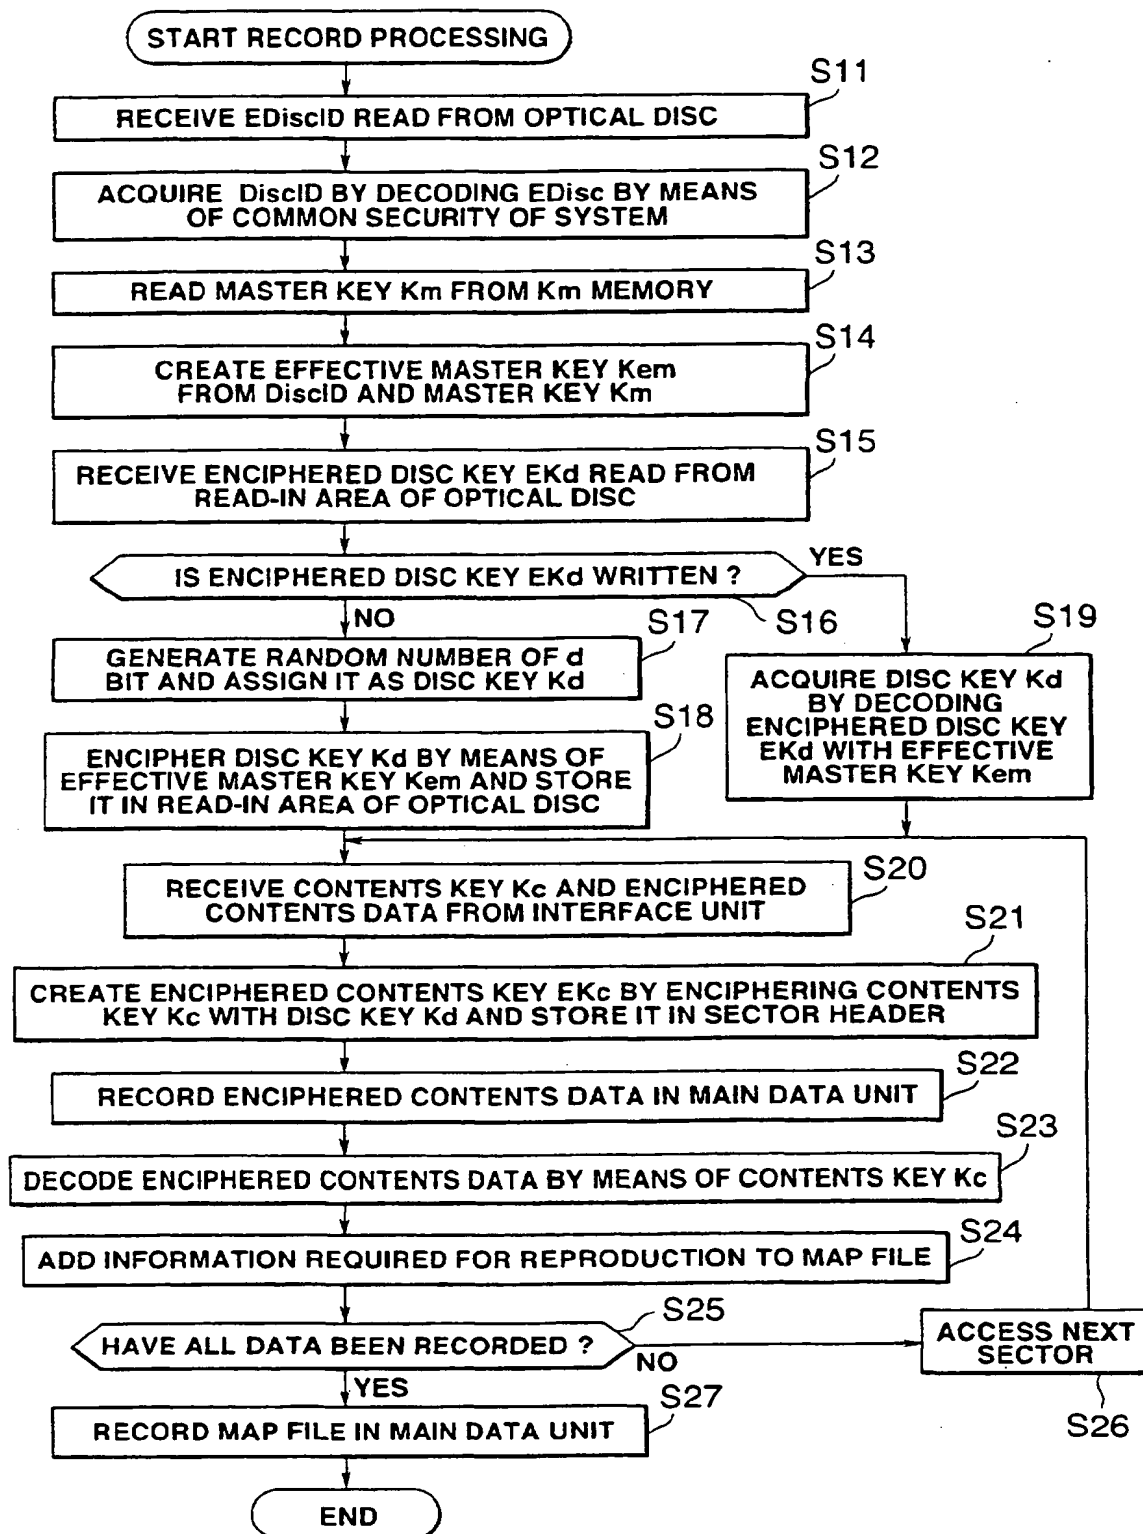 START RECORD PROCESSING
S11
RECEIVE EDiscID READ FROM OPTICAL DISC
S12
ACQUIRE DiscID BY DECODING EDisc BY MEANS
OF COMMON SECURITY OF SYSTEM
S13
READ MASTER KEY Km FROM Km MEMORY
S14
CREATE EFFECTIVE MASTER KEY Kem
FROM DiscID AND MASTER KEY Km
S15
RECEIVE ENCIPHERED DISC KEY EKd READ FROM
READ-IN AREA OF OPTICAL DISC
IS ENCIPHERED DISC KEY EKd WRITTEN ?
YES
S16
NO
S17
GENERATE RANDOM NUMBER OF d
BIT AND ASSIGN IT AS DISC KEY Kd
S18
ENCIPHER DISC KEY Kd BY MEANS OF
EFFECTIVE MASTER KEY Kem AND STORE
IT IN READ-IN AREA OF OPTICAL DISC
S19
ACQUIRE DISC KEY Kd
BY DECODING
ENCIPHERED DISC KEY
EKd WITH EFFECTIVE
MASTER KEY Kem
S20
RECEIVE CONTENTS KEY Kc AND ENCIPHERED
CONTENTS DATA FROM INTERFACE UNIT
S21
CREATE ENCIPHERED CONTENTS KEY EKc BY ENCIPHERING CONTENTS
KEY Kc WITH DISC KEY Kd AND STORE IT IN SECTOR HEADER
S22
RECORD ENCIPHERED CONTENTS DATA IN MAIN DATA UNIT
S23
DECODE ENCIPHERED CONTENTS DATA BY MEANS OF CONTENTS KEY Kc
S24
ADD INFORMATION REQUIRED FOR REPRODUCTION TO MAP FILE
S25
HAVE ALL DATA BEEN RECORDED ?
NO
ACCESS NEXT
SECTOR
S26
YES
S27
RECORD MAP FILE IN MAIN DATA UNIT
END